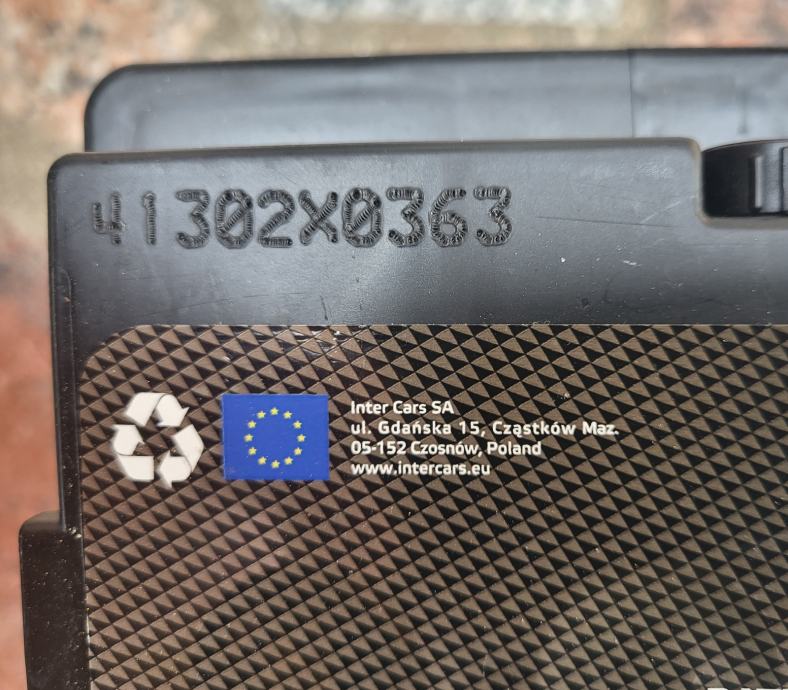 41302X0363
Inter Cars SA
ul. Gdańska 15, Cząstków Maz.
05-152 Czosnów, Poland
www.intercars.eu